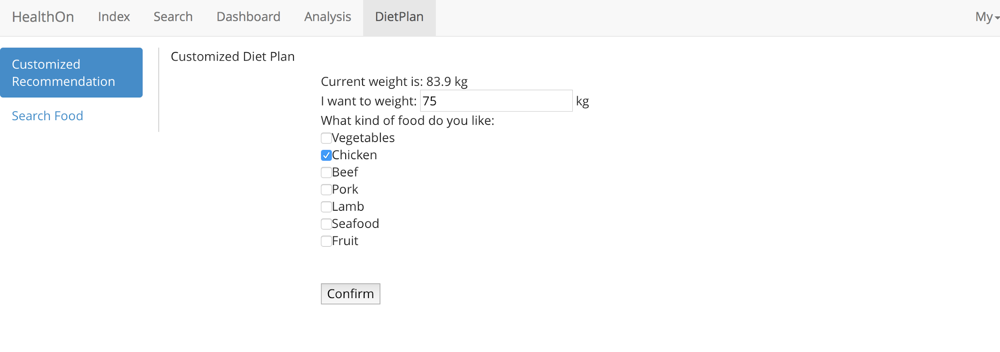 HealthOn Index Search Dashboard Analysis DietPlan My
Customized
Recommendation
Search Food
Customized Diet Plan
Current weight is: 83.9 kg
I want to weight: 75 kg
What kind of food do you like:
Vegetables
Chicken
Beef
Pork
Lamb
Seafood
Fruit
Confirm